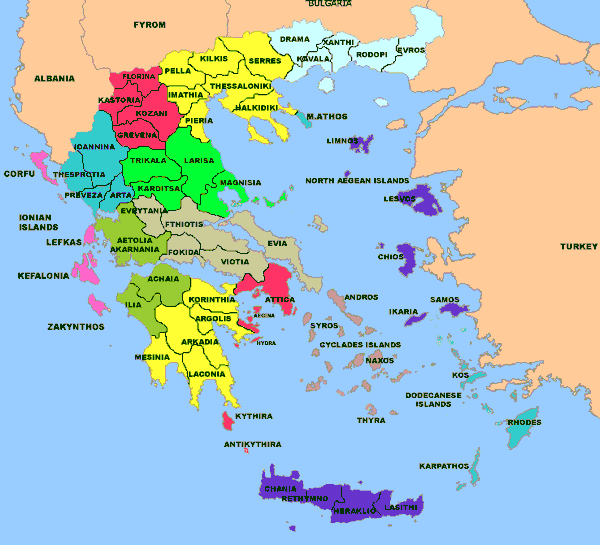 BULGARIA
FYROM
DRAMA
XANTHI
KILKIS
KAVALA
RODOPI
EVROS
ALBANIA
FLORINA
PELLA
SERRES
THESSALONIKI
KASTORIA
IMATHIA
HALKIDIKI
KOZANI
PIERIA
M.ATHOS
GREVENA
IOANNINA
LIMNOS
TRIKALA
LARISA
CORFU
THESPROTIA
NORTH AEGEAN ISLANDS
KARDITSA
MAGNISIA
PREVEZA
ARTA
LESVOS
EVRYTANIA
IONIAN
ISLANDS
FTHIOTIS
LEFKAS
AETOLIA
AKARNANIA
EVIA
TURKEY
FOKIDA
VIOTIA
CHIOS
KEFALONIA
ACHAIA
KORINTHIA
ATTICA
ANDROS
SAMOS
ILIA
AEGINA
IKARIA
ZAKYNTHOS
ARGOLIS
SYROS
ARKADIA
HYDRA
CYCLADES ISLANDS
MESINIA
NAXOS
LACONIA
KOS
DODECANESE
ISLANDS
KYTHIRA
THYRA
RHODES
ANTIKYTHIRA
KARPATHOS
CHANIA
RETHYMNO
HERAKLIO
LASITHI